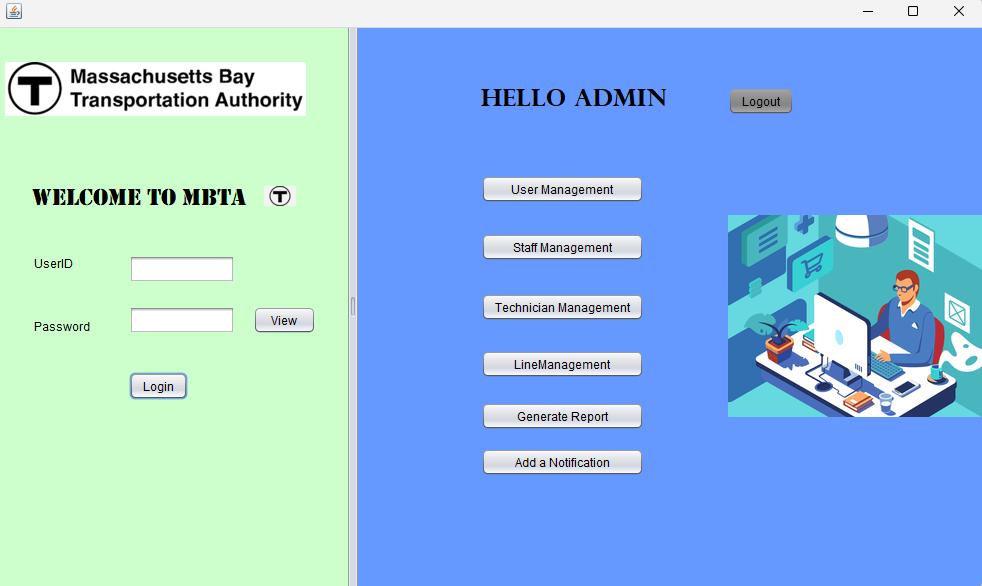 T
Massachusetts Bay
Transportation Authority
WELCOME TO MBTA
T
UserID
Password
View
Login
HELLO ADMIN
Logout
User Management
Staff Management
Technician Management
LineManagement
Generate Report
Add a Notification